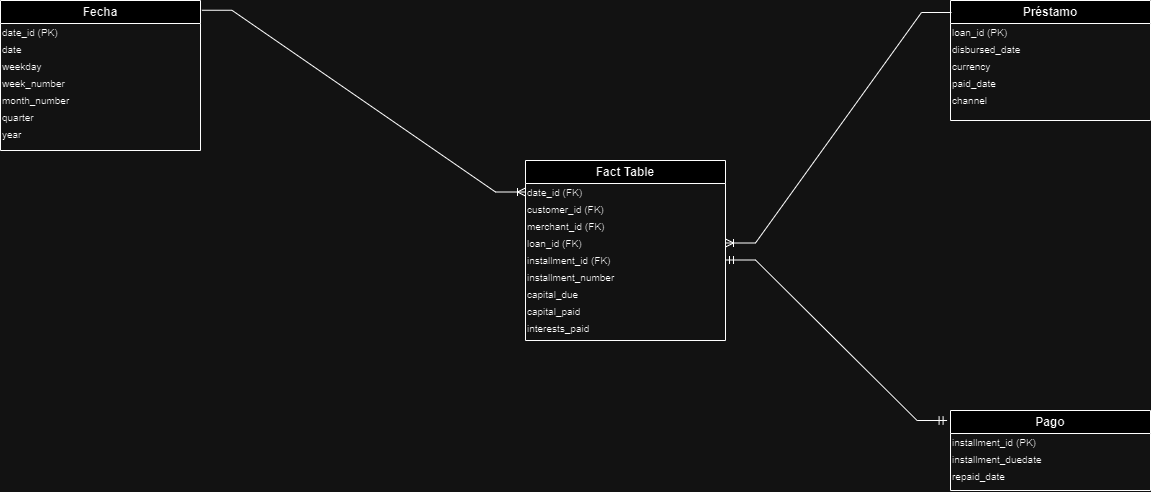 Fecha
date_id (PK)
date
weekday
week_number
month_number
quarter
year
Préstamo
loan_id (PK)
disbursed_date
currency
paid_date
channel
Fact Table
date_id (FK)
customer_id (FK)
merchant_id (FK)
loan_id (FK)
installment_id (FK)
installment_number
capital_due
capital_paid
interests_paid
Pago
installment_id (PK)
installment_duedate
repaid_date